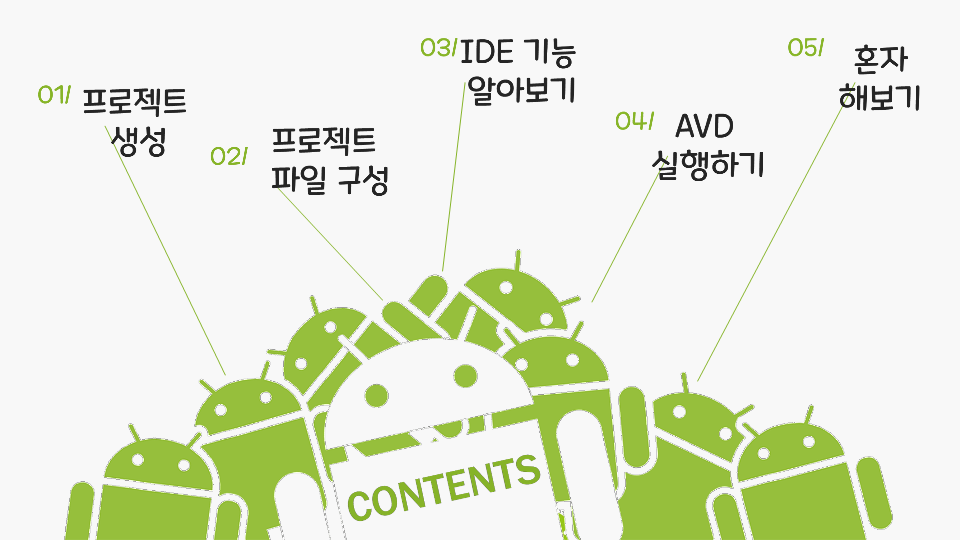 01/ 프로젝트
생성
02/ 프로젝트
파일 구성
03/ IDE 기능
알아보기
04/ AVD
실행하기
05/ 혼자
해보기
CONTENTS